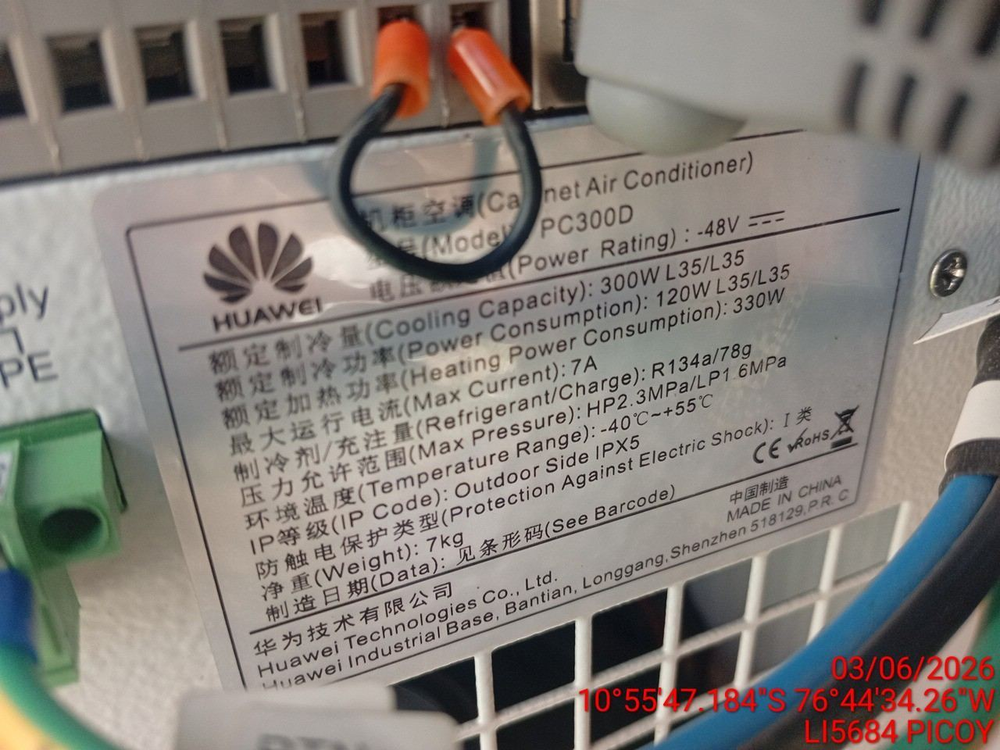 HUAWEI
机柜空调(Ca net Air Conditioner)
(Model) PC300D
电压 (Power Rating) : -48V
额定制冷量(Cooling Capacity): 300W L35/L35
额定制冷功率(Power Consumption): 120W L35/L35
额定加热功率(Heating Power Consumption): 330W
最大运行电流(Max Current): 7A
制冷剂/充注量(Refrigerant/Charge): R134a/78g
压力允许范围(Max Pressure): HP2.3MPa/LP1.6MPa
环境温度(Temperature Range): -40℃~+55℃
IP等级(IP Code): Outdoor Side IPX5
防触电保护类型(Protection Against Electric Shock): I 类
净重(Weight): 7kg
制造日期(Data): 见条形码(See Barcode)
CE RoHS
华为技术有限公司
中国制造
Huawei Technologies Co., Ltd.
MADE IN CHINA
Huawei Industrial Base, Bantian, Longgang, Shenzhen 518129, P.R. C
ply
PE
03/06/2026
10°55'47.184"S 76°44'34.26"W
LI5684 PICOY